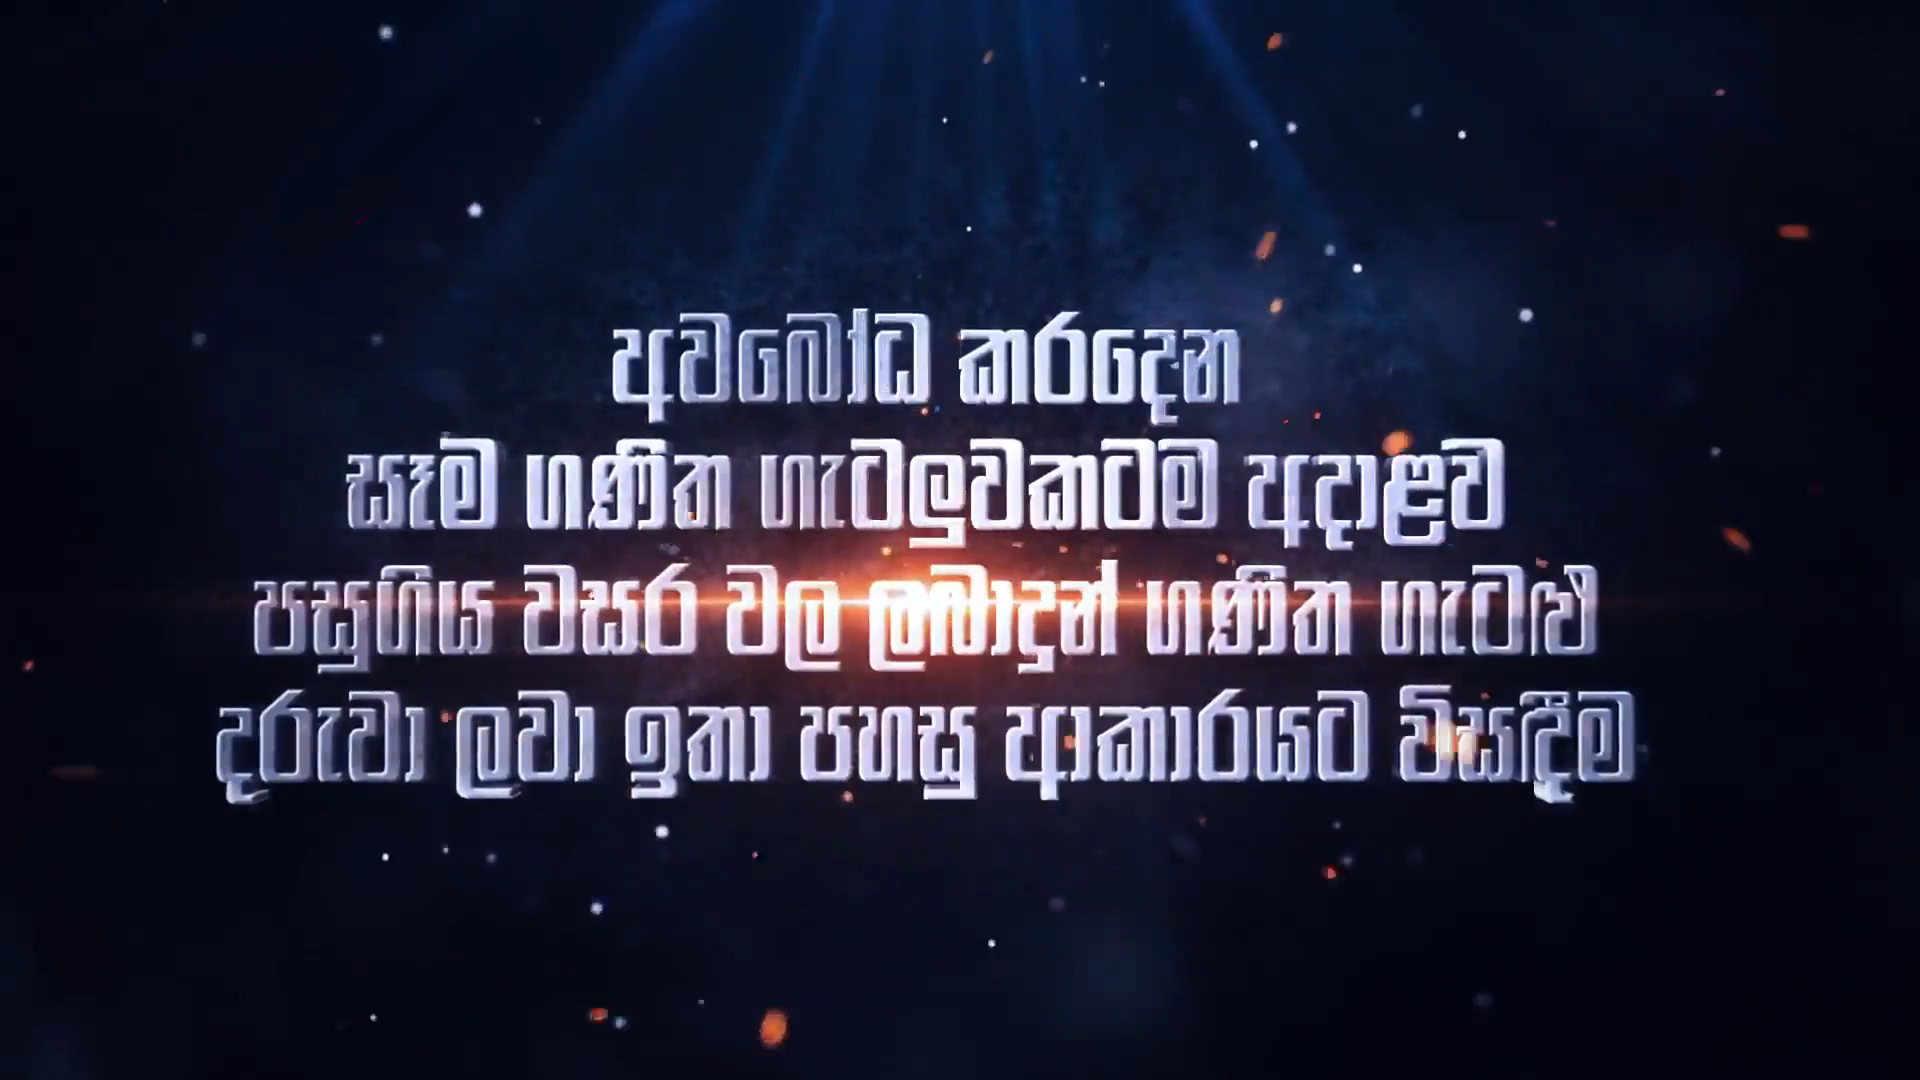 අවබෝධ කරදෙන
සෑම ගණිත ගැටලුවකටම අදාළව
පසුගිය වසර වල ලබාදුන් ගණිත ගැටළු
දරුවා ලවා ඉතා පහසු ආකාරයට විසඳීම